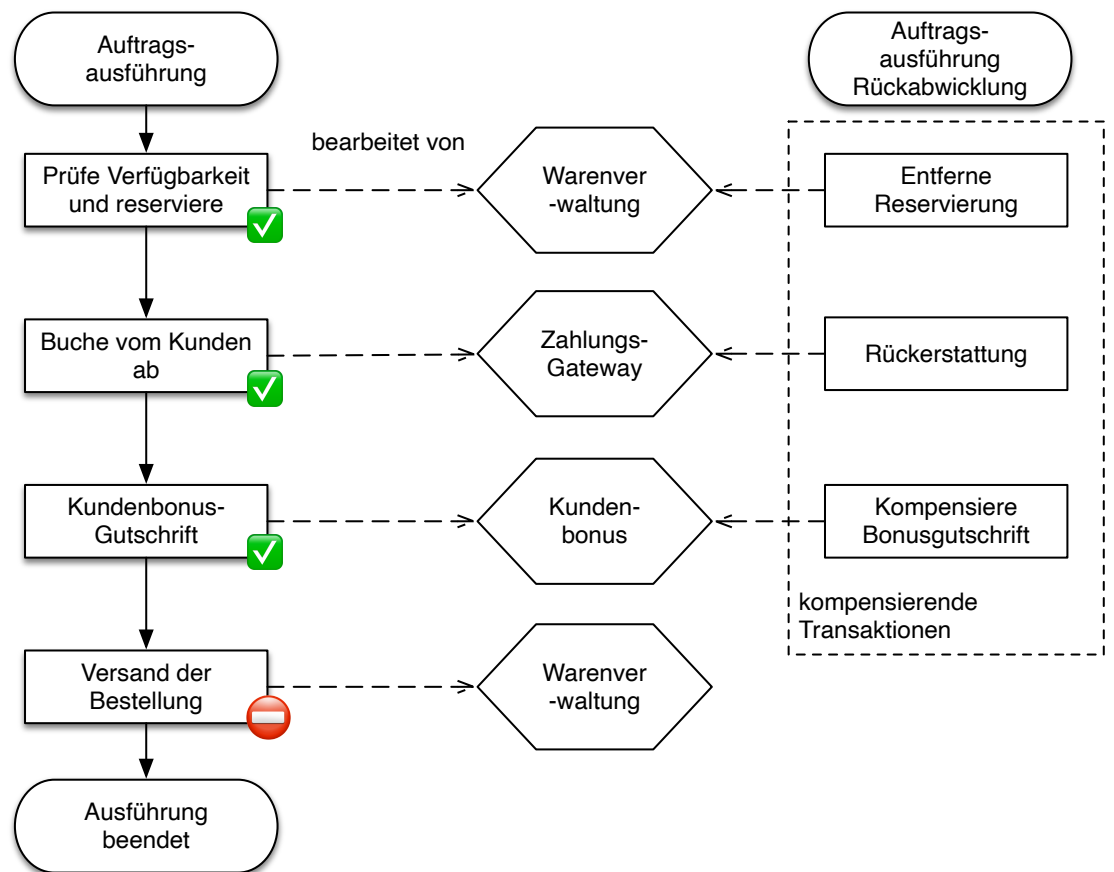 Auftrags-
ausführung
Auftrags-
ausführung
Rückabwicklung
bearbeitet von
Prüfe Verfügbarkeit
und reserviere
Warenver
-waltung
Entferne
Reservierung
Buche vom Kunden
ab
Zahlungs-
Gateway
Rückerstattung
Kundenbonus-
Gutschrift
Kunden-
bonus
Kompensiere
Bonusgutschrift
kompensierende
Transaktionen
Versand der
Bestellung
Warenver
-waltung
Ausführung
beendet